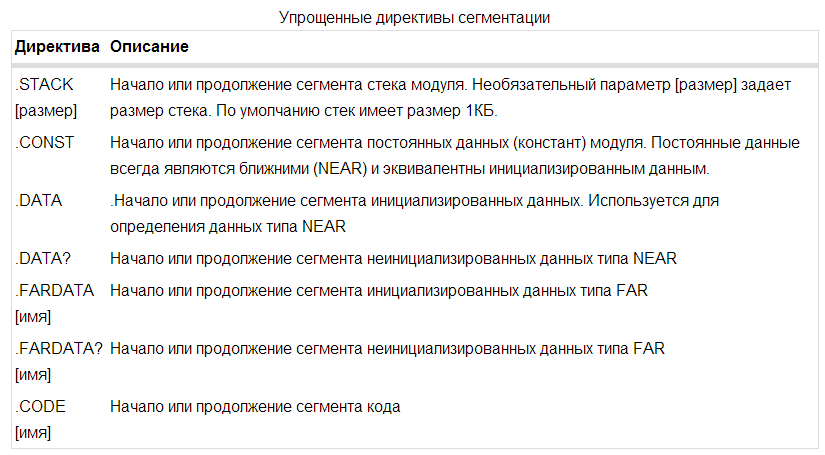 Упрощенные директивы сегментации
Директива Описание
.STACK Начало или продолжение сегмента стека модуля. Необязательный параметр [размер] задает
[размер] размер стека. По умолчанию стек имеет размер 1КБ.
.CONST Начало или продолжение сегмента постоянных данных (констант) модуля. Постоянные данные
всегда являются ближними (NEAR) и эквивалентны инициализированным данным.
.DATA .Начало или продолжение сегмента инициализированных данных. Используется для
определения данных типа NEAR
.DATA? Начало или продолжение сегмента неинициализированных данных типа NEAR
.FARDATA Начало или продолжение сегмента инициализированных данных типа FAR
[имя]
.FARDATA? Начало или продолжение сегмента неинициализированных данных типа FAR
[имя]
.CODE Начало или продолжение сегмента кода
[имя]